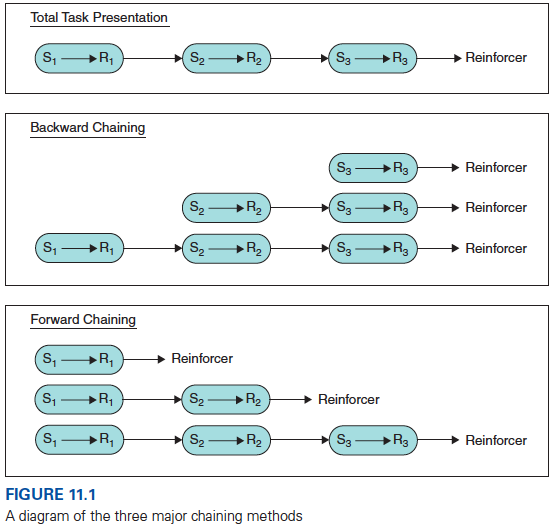 Total Task Presentation
S₁ → R₁ → S₂ → R₂ → S₃ → R₃ → Reinforcer
Backward Chaining
S₃ → R₃ → Reinforcer
S₂ → R₂ → S₃ → R₃ → Reinforcer
S₁ → R₁ → S₂ → R₂ → S₃ → R₃ → Reinforcer
Forward Chaining
S₁ → R₁ → Reinforcer
S₁ → R₁ → S₂ → R₂ → Reinforcer
S₁ → R₁ → S₂ → R₂ → S₃ → R₃ → Reinforcer
FIGURE 11.1
A diagram of the three major chaining methods